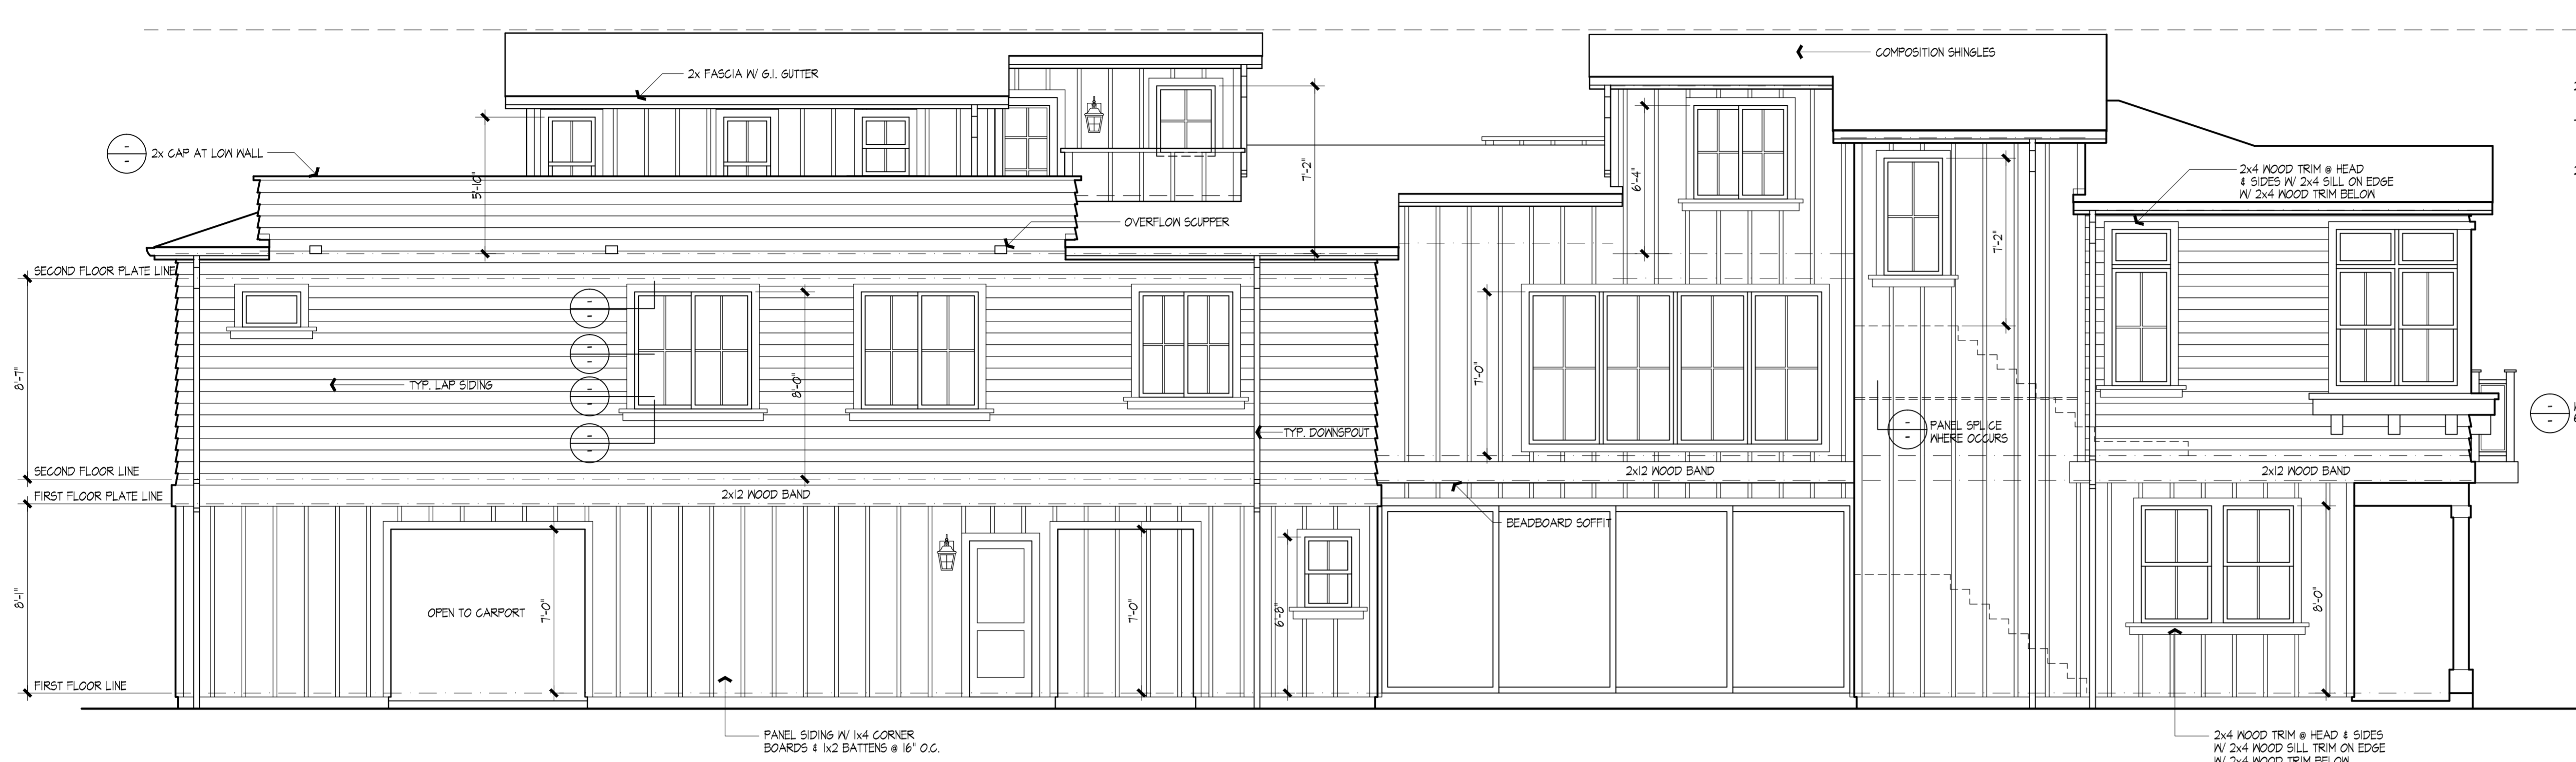 COMPOSITION SHINGLES
2x FASCIA W/ G.I. GUTTER
2x CAP AT LOW WALL
5'-10"
7'-2"
6'-4"
2x4 WOOD TRIM @ HEAD
& SIDES W/ 2x4 SILL ON EDGE
W/ 2x4 WOOD TRIM BELOW
OVERFLOW SCUPPER
7'-2"
SECOND FLOOR PLATE LINE
8'-7"
TYP. LAP SIDING
8'-0"
7'-0"
TYP. DOWNSPOUT
PANEL SPLICE
WHERE OCCURS
SECOND FLOOR LINE
2x12 WOOD BAND
2x12 WOOD BAND
FIRST FLOOR PLATE LINE
2x12 WOOD BAND
BEADBOARD SOFFIT
8'-1"
OPEN TO CARPORT
7'-0"
7'-0"
6'-8"
8'-0"
FIRST FLOOR LINE
PANEL SIDING W/ 1x4 CORNER
BOARDS & 1x2 BATTENS @ 16" O.C.
2x4 WOOD TRIM @ HEAD & SIDES
W/ 2x4 WOOD SILL TRIM ON EDGE
W/ 2x4 WOOD TRIM BELOW